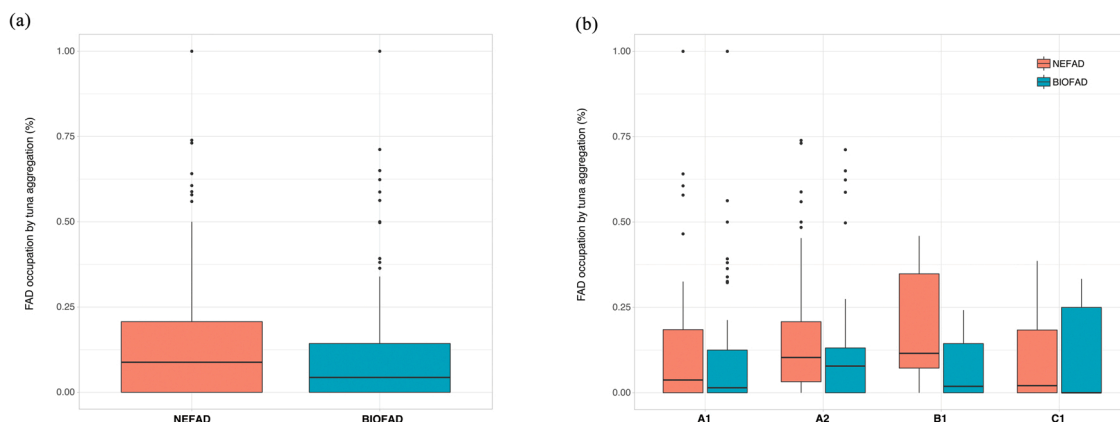 (a)
FAD occupation by tuna aggregation (%)
1.00
0.75
0.50
0.25
0.00
NEFAD
BIOFAD
(b)
FAD occupation by tuna aggregation (%)
1.00
0.75
0.50
0.25
0.00
NEFAD
BIOFAD
A1
A2
B1
C1